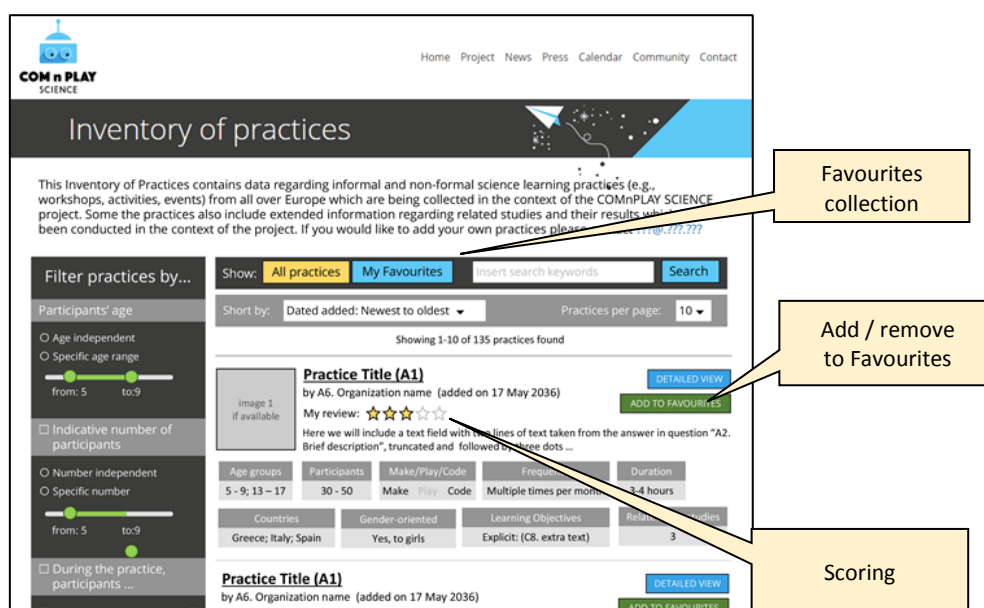 COM n PLAY
SCIENCE
Home Project News Press Calendar Community Contact
Inventory of practices
This Inventory of Practices contains data regarding informal and non-formal science learning practices (e.g.,
workshops, activities, events) from all over Europe which are being collected in the context of the COMnPLAY SCIENCE
project. Some the practices also include extended information regarding related studies and their results which
been conducted in the context of the project. If you would like to add your own practices please ???@.???.???
Favourites
collection
Filter practices by...
Show: All practices My Favourites Insert search keywords Search
Participants' age
Short by: Dated added: Newest to oldest Practices per page: 10
Age independent
Specific age range
from: 5 to:9
Showing 1-10 of 135 practices found
Add / remove
to Favourites
image 1
if available
Practice Title (A1)
by A6. Organization name (added on 17 May 2036)
My review:
DETAILED VIEW
ADD TO FAVOURITES
Here we will include a text field with two lines of text taken from the answer in question "A2.
Brief description", truncated and followed by three dots ...
Indicative number of
participants
Number independent
Specific number
from: 5 to:9
Age groups Participants Make/Play/Code Duration
5 - 9; 13 – 17 30 - 50 Make Play Code Multiple times per month 3-4 hours
Countries Gender-oriented Learning Objectives
Greece; Italy; Spain Yes, to girls Explicit: (C8. extra text) 3
Scoring
During the practice,
participants ...
Practice Title (A1)
by A6. Organization name (added on 17 May 2036)
DETAILED VIEW
ADD TO FAVOURITES